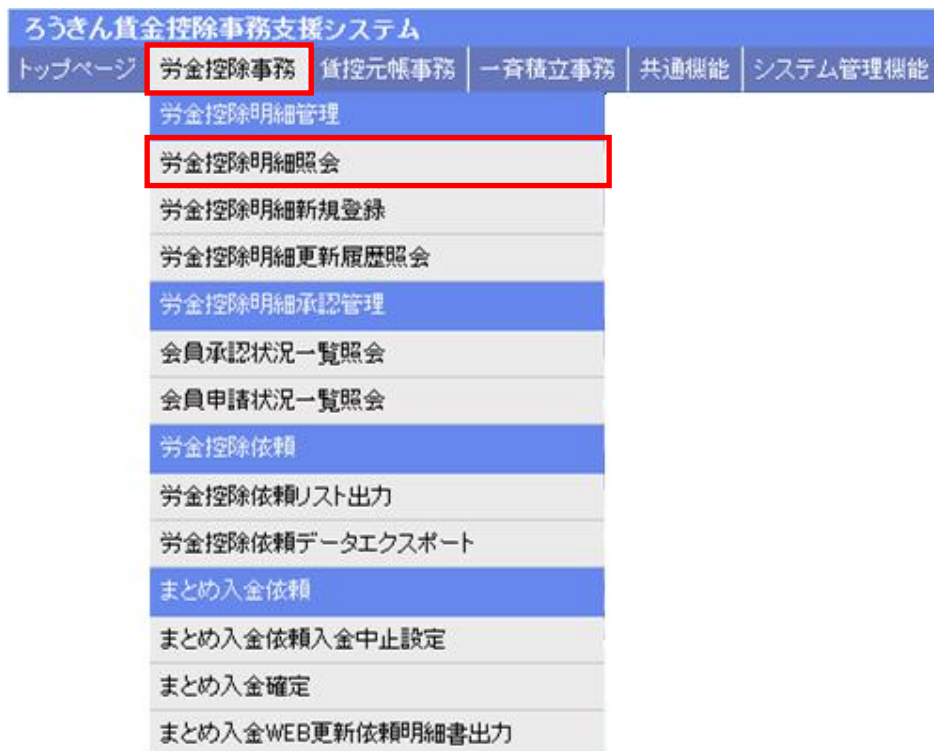 ろうきん賃金控除事務支援システム
トップページ 労金控除事務 賃控元帳事務 一斉積立事務 共通機能 システム管理機能
労金控除明細管理
労金控除明細照会
労金控除明細新規登録
労金控除明細更新履歴照会
労金控除明細承認管理
会員承認状況一覧照会
会員申請状況一覧照会
労金控除依頼
労金控除依頼リスト出力
労金控除依頼データエクスポート
まとめ入金依頼
まとめ入金依頼入金中止設定
まとめ入金確定
まとめ入金WEB更新依頼明細書出力